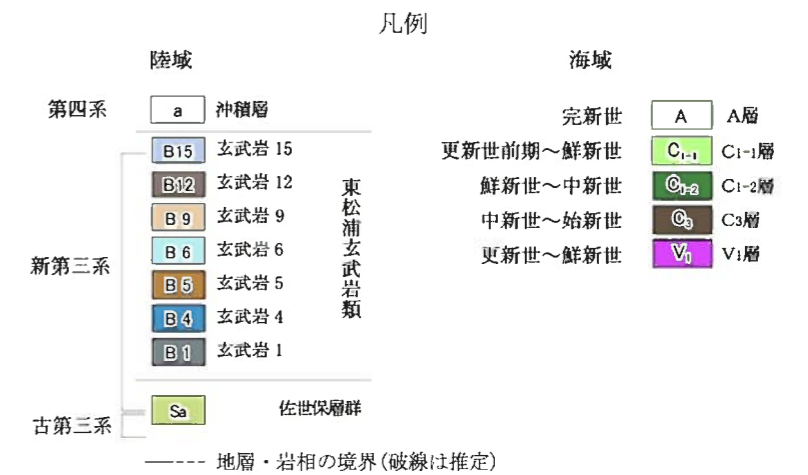 凡例
陸域
第四系
a 沖積層
新第三系
B15 玄武岩 15
B12 玄武岩 12
B 9 玄武岩 9
B 6 玄武岩 6
B 5 玄武岩 5
B 4 玄武岩 4
B 1 玄武岩 1
東松浦玄武岩類
古第三系
Sa 佐世保層群
地層・岩相の境界(破線は推定)
海域
完新世 A A層
更新世前期~鮮新世 C1-1 C1-1層
鮮新世~中新世 C1-2 C1-2層
中新世~始新世 C3 C3層
更新世~鮮新世 V1 V1層